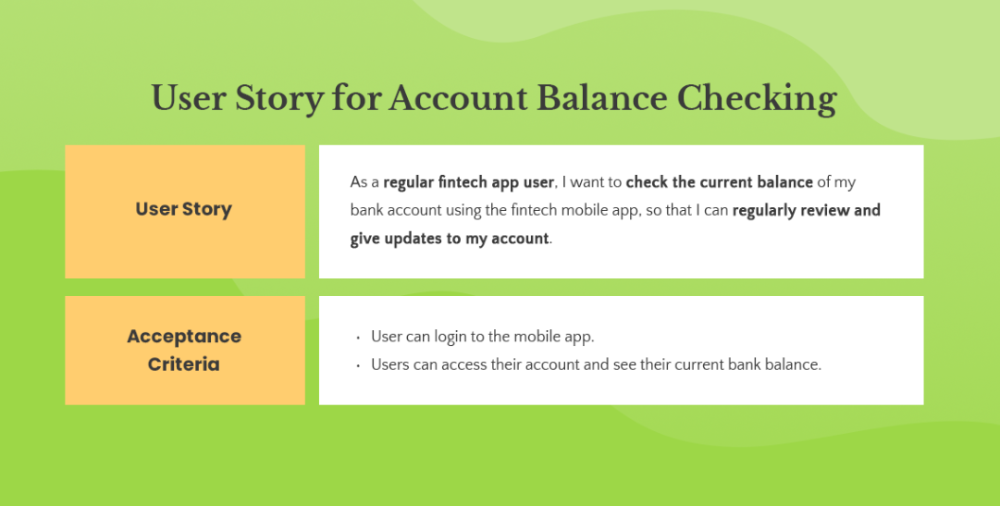 User Story for Account Balance Checking
User Story
As a regular fintech app user, I want to check the current balance of my
bank account using the fintech mobile app, so that I can regularly review and
give updates to my account.
Acceptance
Criteria
• User can login to the mobile app.
• Users can access their account and see their current bank balance.